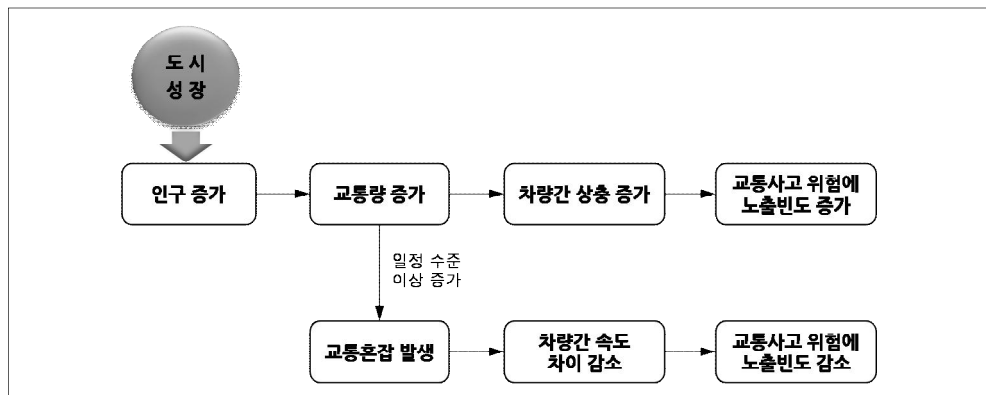 도 시
성 장
인구 증가
교통량 증가
차량간 상충 증가
교통사고 위험에
노출빈도 증가
일정 수준
이상 증가
교통혼잡 발생
차량간 속도
차이 감소
교통사고 위험에
노출빈도 감소